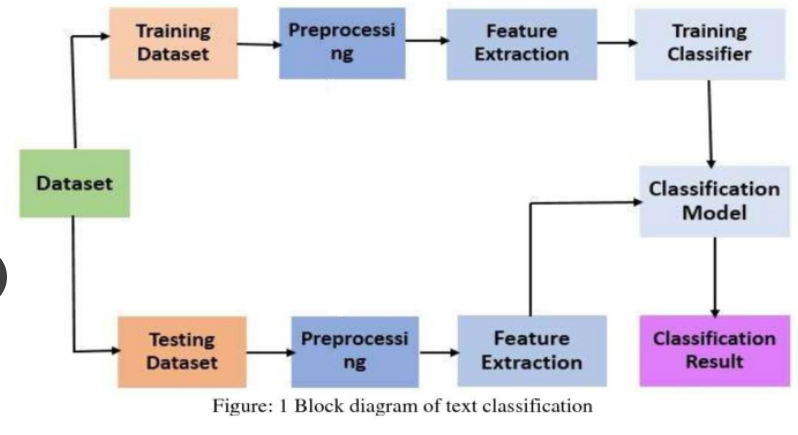 Training
Dataset
Preprocessi
ng
Feature
Extraction
Training
Classifier
Dataset
Classification
Model
Testing
Dataset
Preprocessi
ng
Feature
Extraction
Classification
Result
Figure: 1 Block diagram of text classification